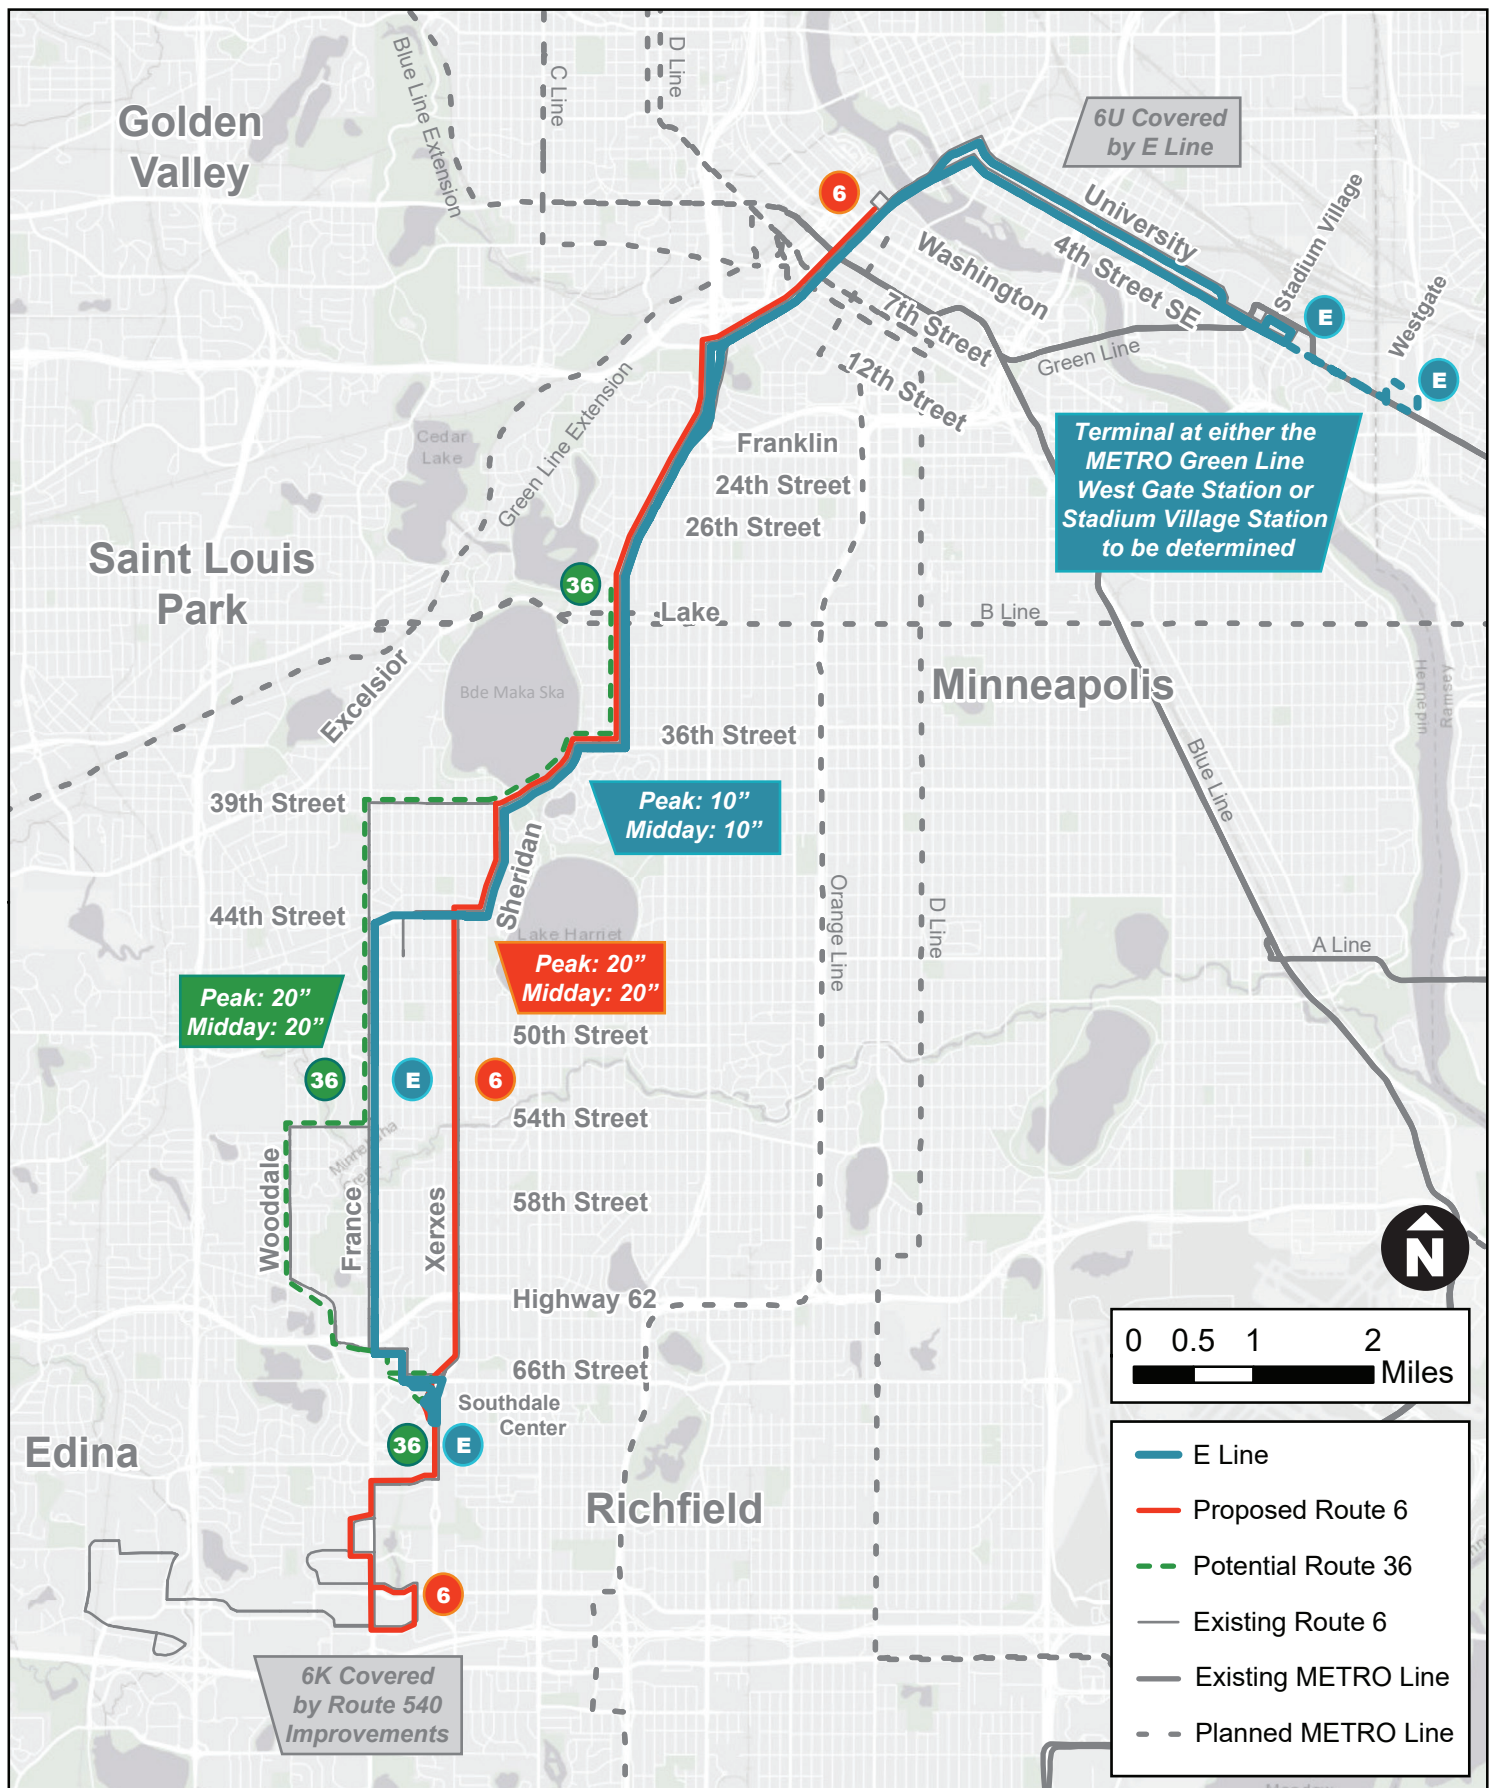 Golden
Valley
Blue Line Extension
C Line
D Line
6U Covered
by E Line
6
University
4th Street SE
Stadium Village
Westgate
E
E
Washington
7th Street
12th Street
Green Line
Green Line Extension
Cedar
Lake
Franklin
24th Street
26th Street
Terminal at either the
METRO Green Line
West Gate Station or
Stadium Village Station
to be determined
Saint Louis
Park
36
Lake
B Line
Excelsior
Bde Maka Ska
Minneapolis
Hennepin
Ramsey
36th Street
Blue Line
39th Street
Peak: 10”
Midday: 10”
Sheridan
44th Street
Lake Harriet
Orange Line
D Line
A Line
Peak: 20”
Midday: 20”
Peak: 20”
Midday: 20”
50th Street
36
E
6
54th Street
Minnehaha
Creek
Wooddale
France
Xerxes
58th Street
N
Highway 62
66th Street
Southdale
Center
0 0.5 1 2
Miles
Edina
36
E
Richfield
6
6K Covered
by Route 540
Improvements
E Line
Proposed Route 6
Potential Route 36
Existing Route 6
Existing METRO Line
Planned METRO Line